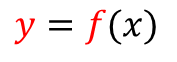 y = f(x)